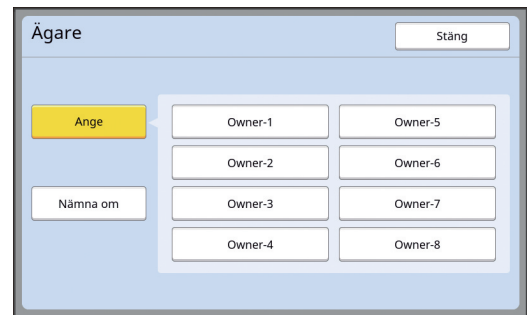 Ägare
Stäng
Ange
Owner-1
Owner-5
Owner-2
Owner-6
Nämna om
Owner-3
Owner-7
Owner-4
Owner-8